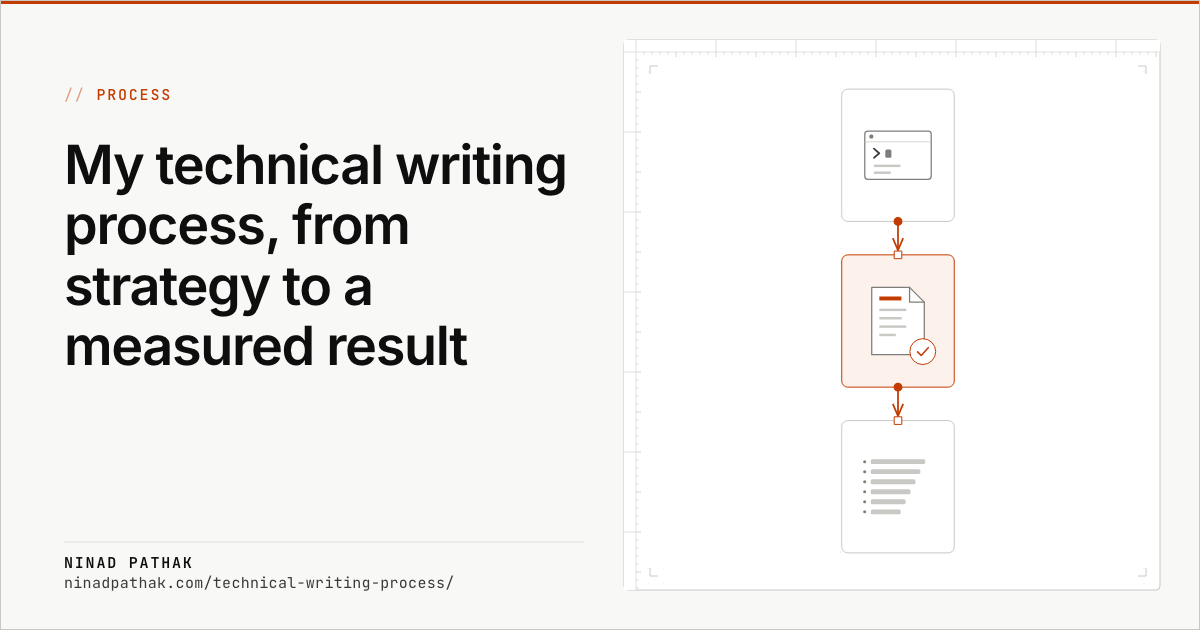 // PROCESS
My technical writing
process, from
strategy to a
measured result
NINAD PATHAK
ninadpathak.com/technical-writing-process/